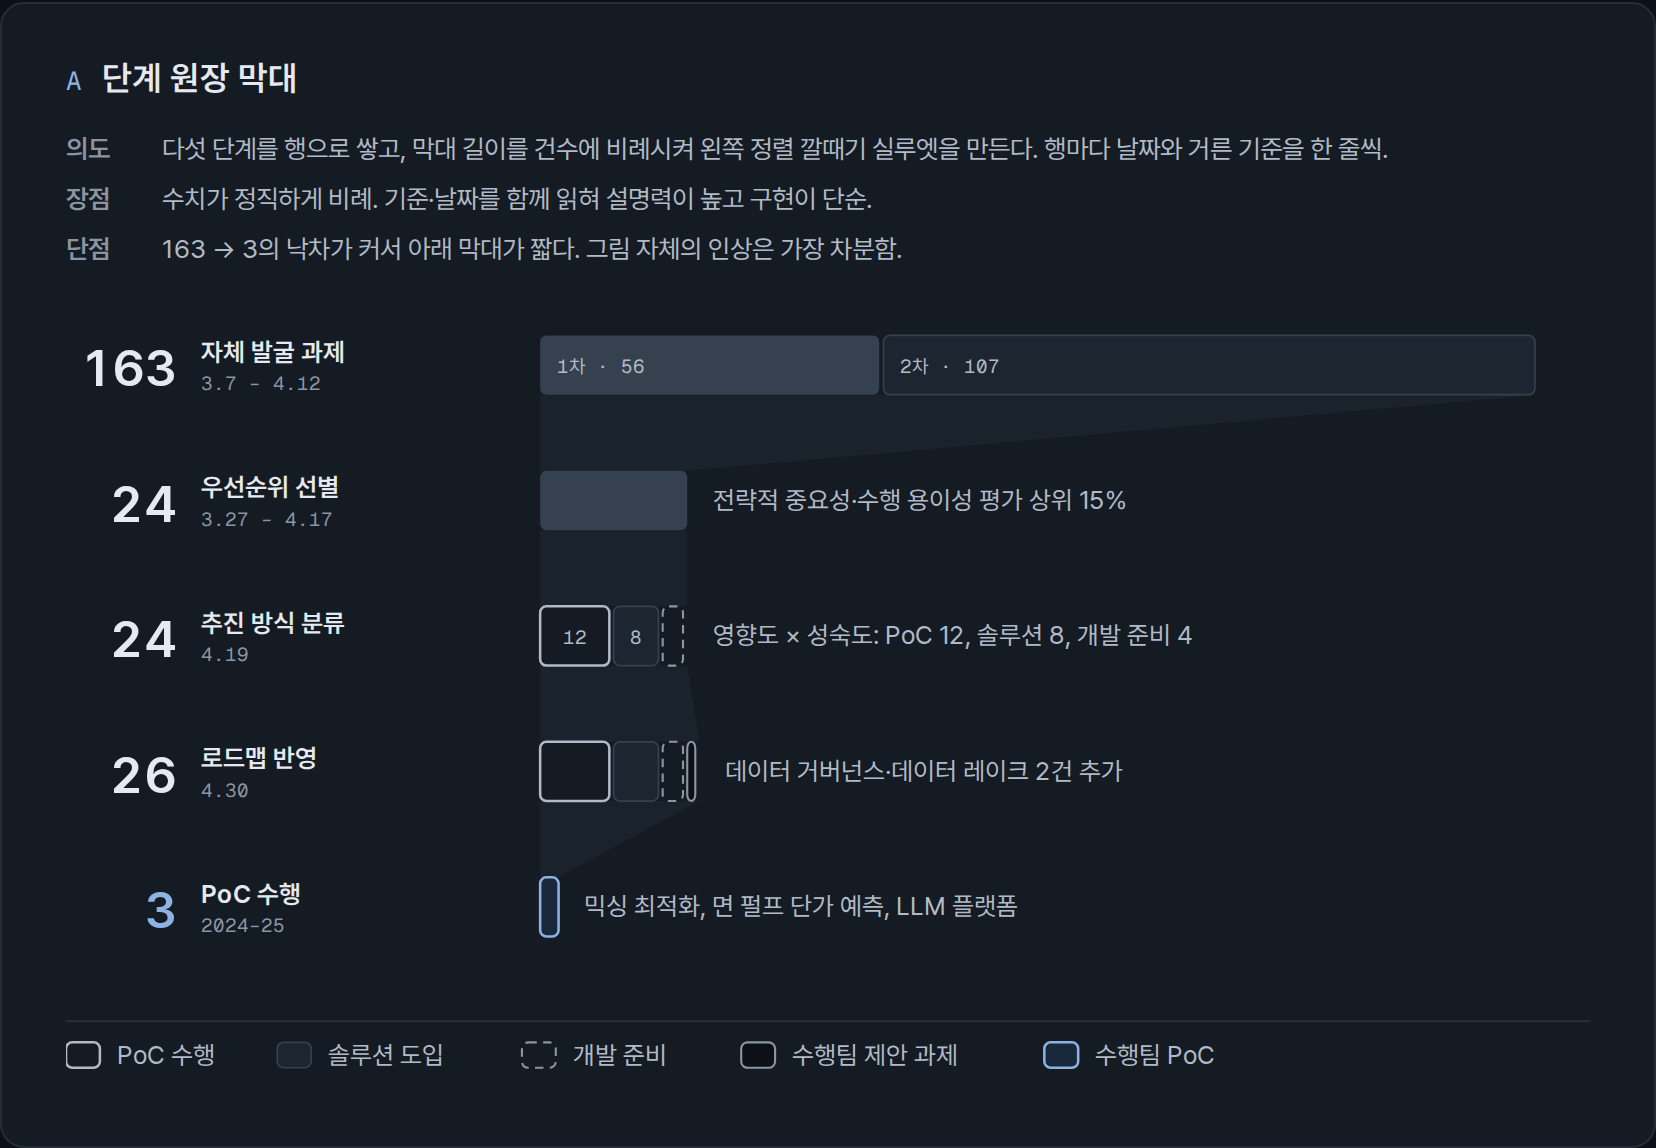 A 단계 원장 막대
의도 다섯 단계를 행으로 쌓고, 막대 길이를 건수에 비례시켜 왼쪽 정렬 깔때기 실루엣을 만든다. 행마다 날짜와 거른 기준을 한 줄씩.
장점 수치가 정직하게 비례. 기준·날짜를 함께 읽혀 설명력이 높고 구현이 단순.
단점 163 → 3의 낙차가 커서 아래 막대가 짧다. 그림 자체의 인상은 가장 차분함.
163 자체 발굴 과제
3.7 – 4.12
1차 · 56
2차 · 107
24 우선순위 선별
3.27 – 4.17
전략적 중요성·수행 용이성 평가 상위 15%
24 추진 방식 분류
4.19
12
8
영향도 × 성숙도: PoC 12, 솔루션 8, 개발 준비 4
26 로드맵 반영
4.30
데이터 거버넌스·데이터 레이크 2건 추가
3 PoC 수행
2024–25
믹싱 최적화, 면 펄프 단가 예측, LLM 플랫폼
PoC 수행
솔루션 도입
개발 준비
수행팀 제안 과제
수행팀 PoC